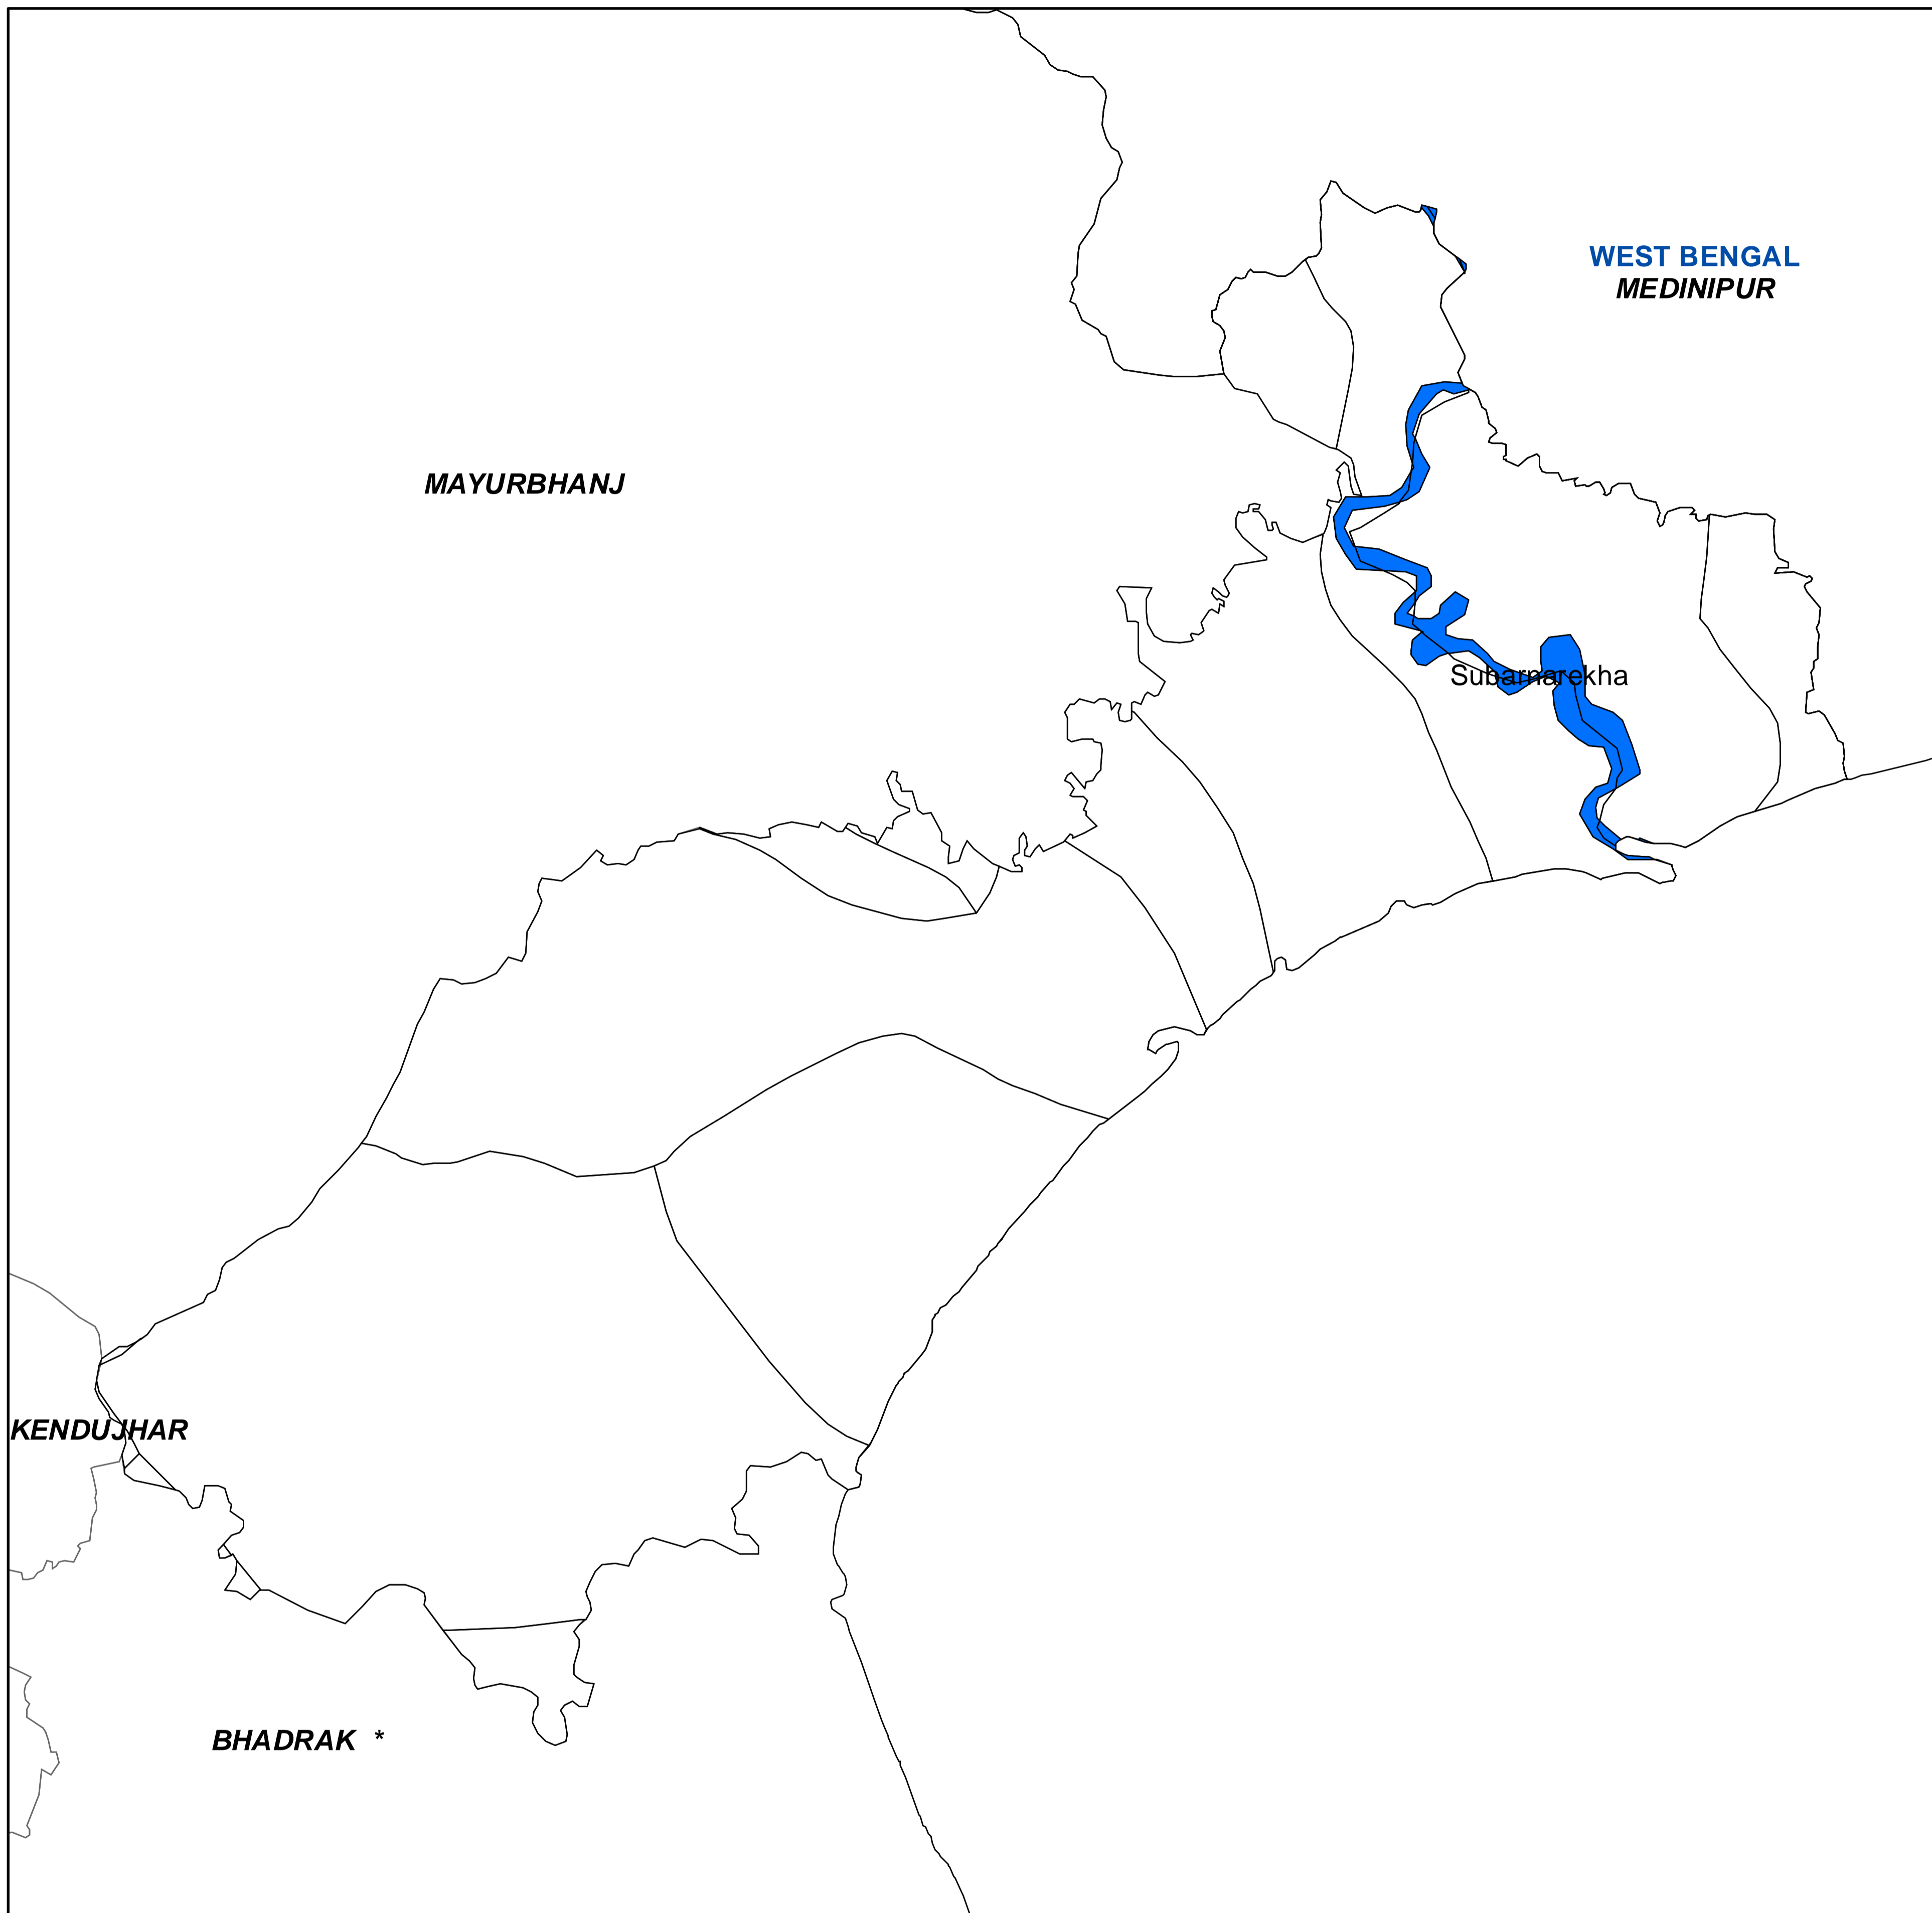 WEST BENGAL
MEDINIPUR
MAYURBHANJ
Subarnarekha
KENDUJHAR
BHADRAK *